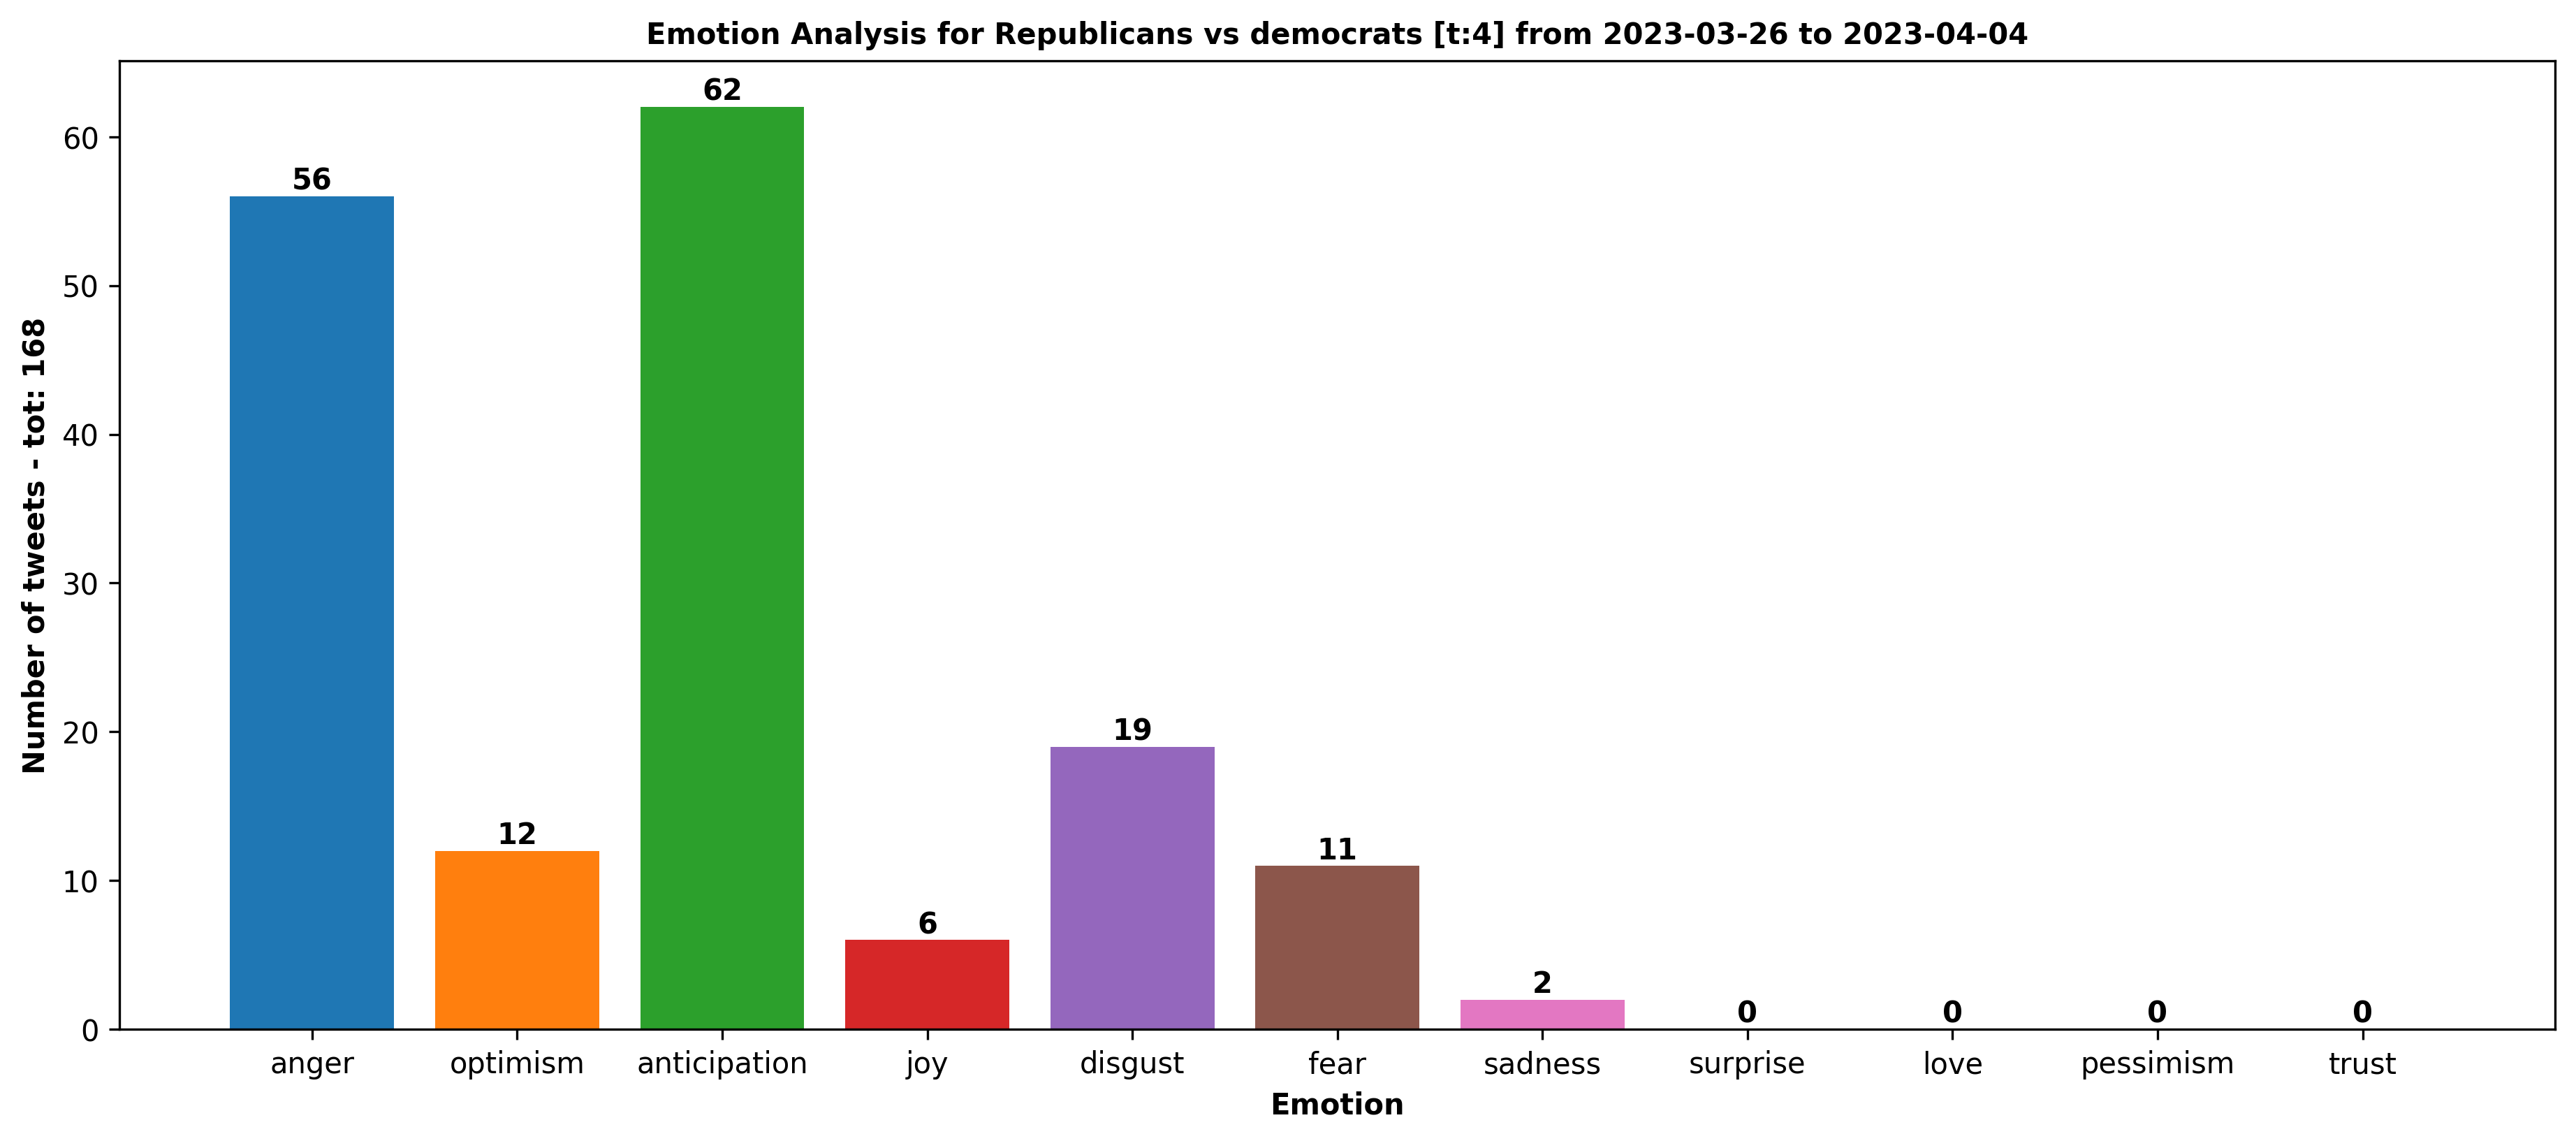 Emotion Analysis for Republicans vs democrats [t:4] from 2023-03-26 to 2023-04-04
Number of tweets - tot: 168
60
50
40
30
20
10
0
56
12
62
6
19
11
2
0
0
0
0
anger
optimism
anticipation
joy
disgust
fear
sadness
surprise
love
pessimism
trust
Emotion